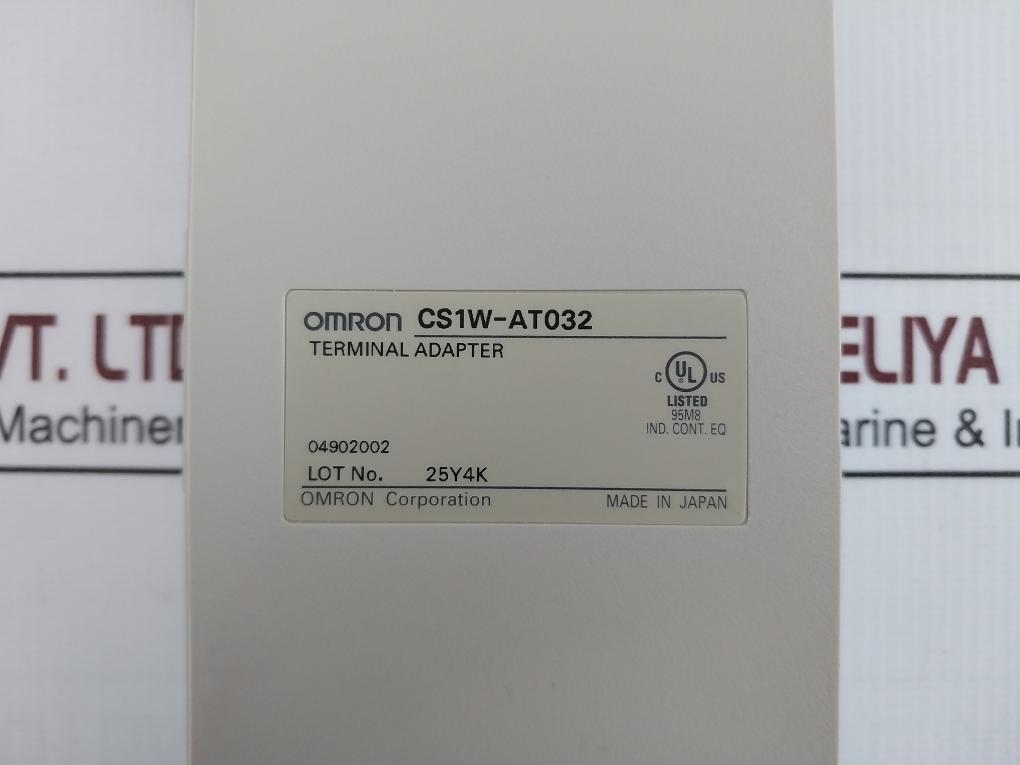 OMRON CS1W-AT032
TERMINAL ADAPTER
C UL US
LISTED
95M8
IND. CONT. EQ
04902002
LOT No. 25Y4K
OMRON Corporation MADE IN JAPAN
VT. LTD
Machiner
ELIYA
arine & I